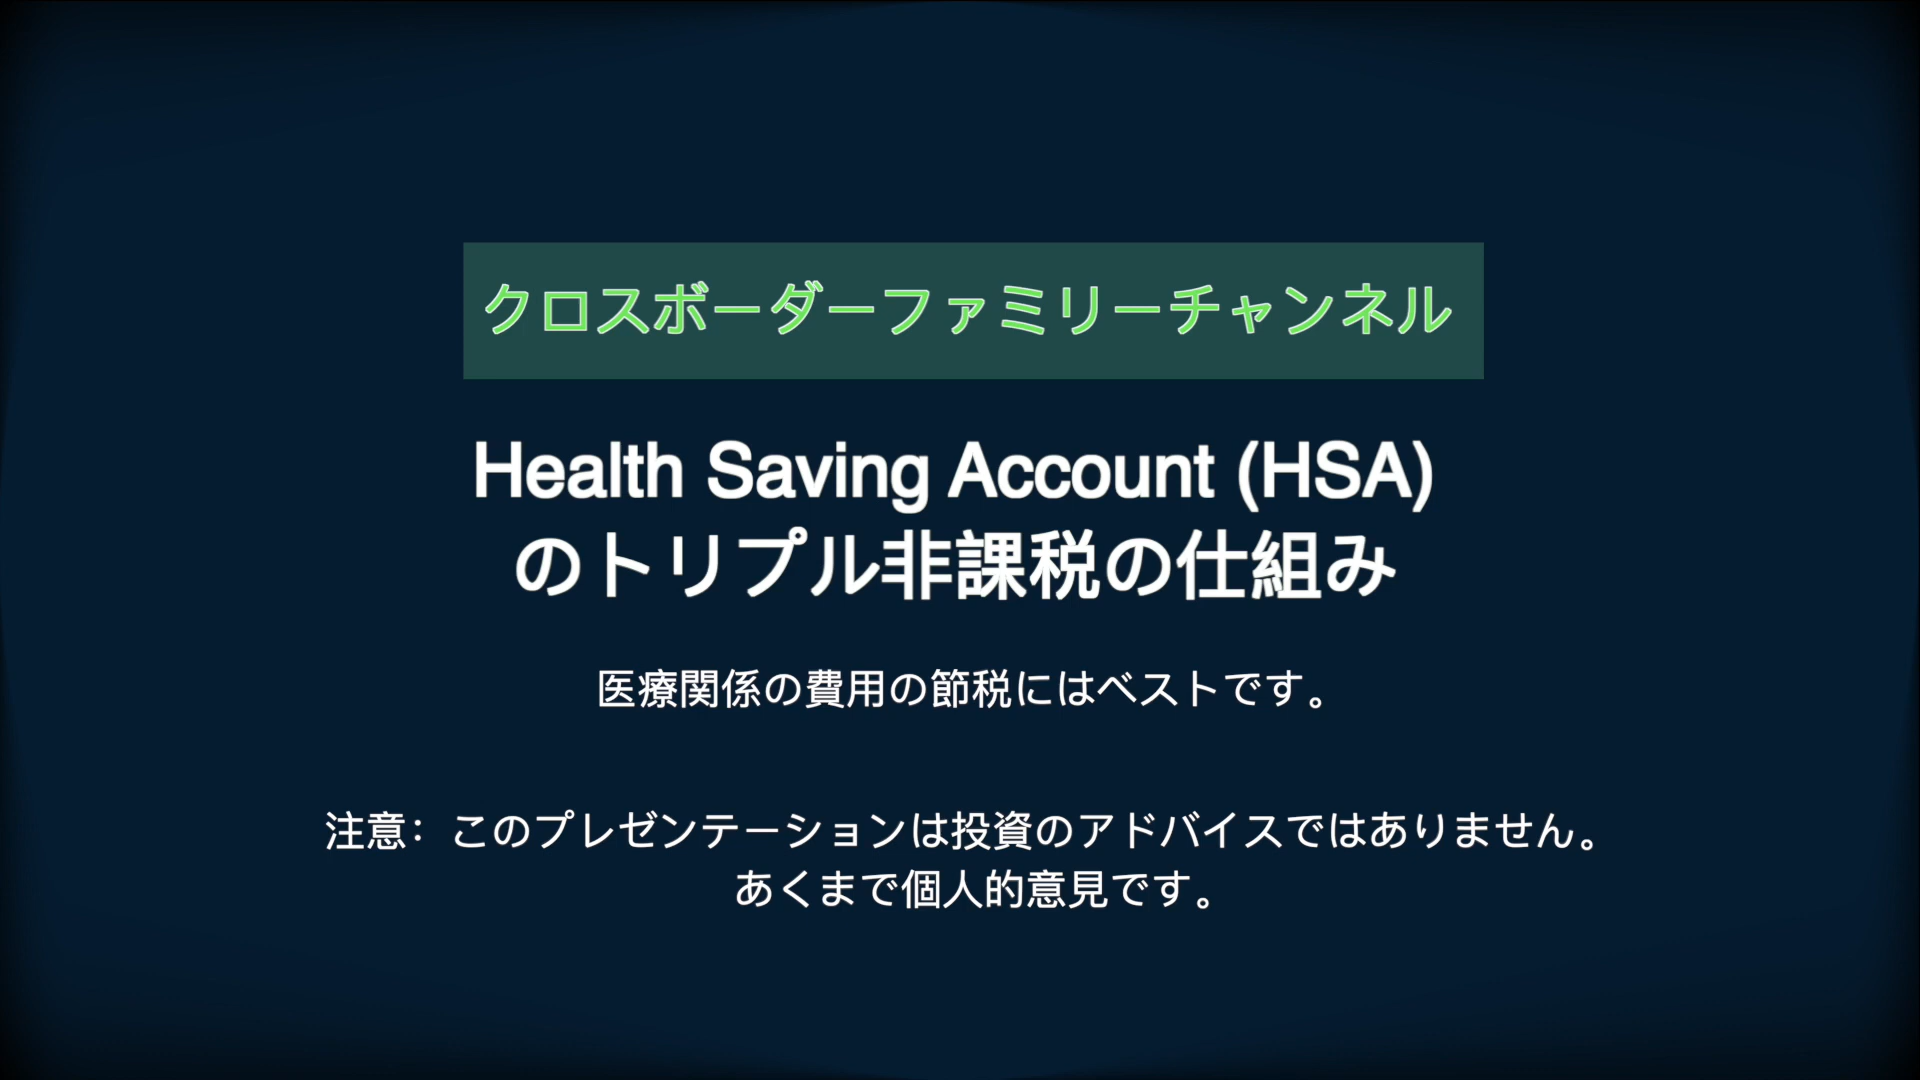 クロスボーダーファミリーチャンネル
Health Saving Account (HSA)
のトリプル非課税の仕組み
医療関係の費用の節税にはベストです。
注意：このプレゼンテーションは投資のアドバイスではありません。
あくまで個人的意見です。